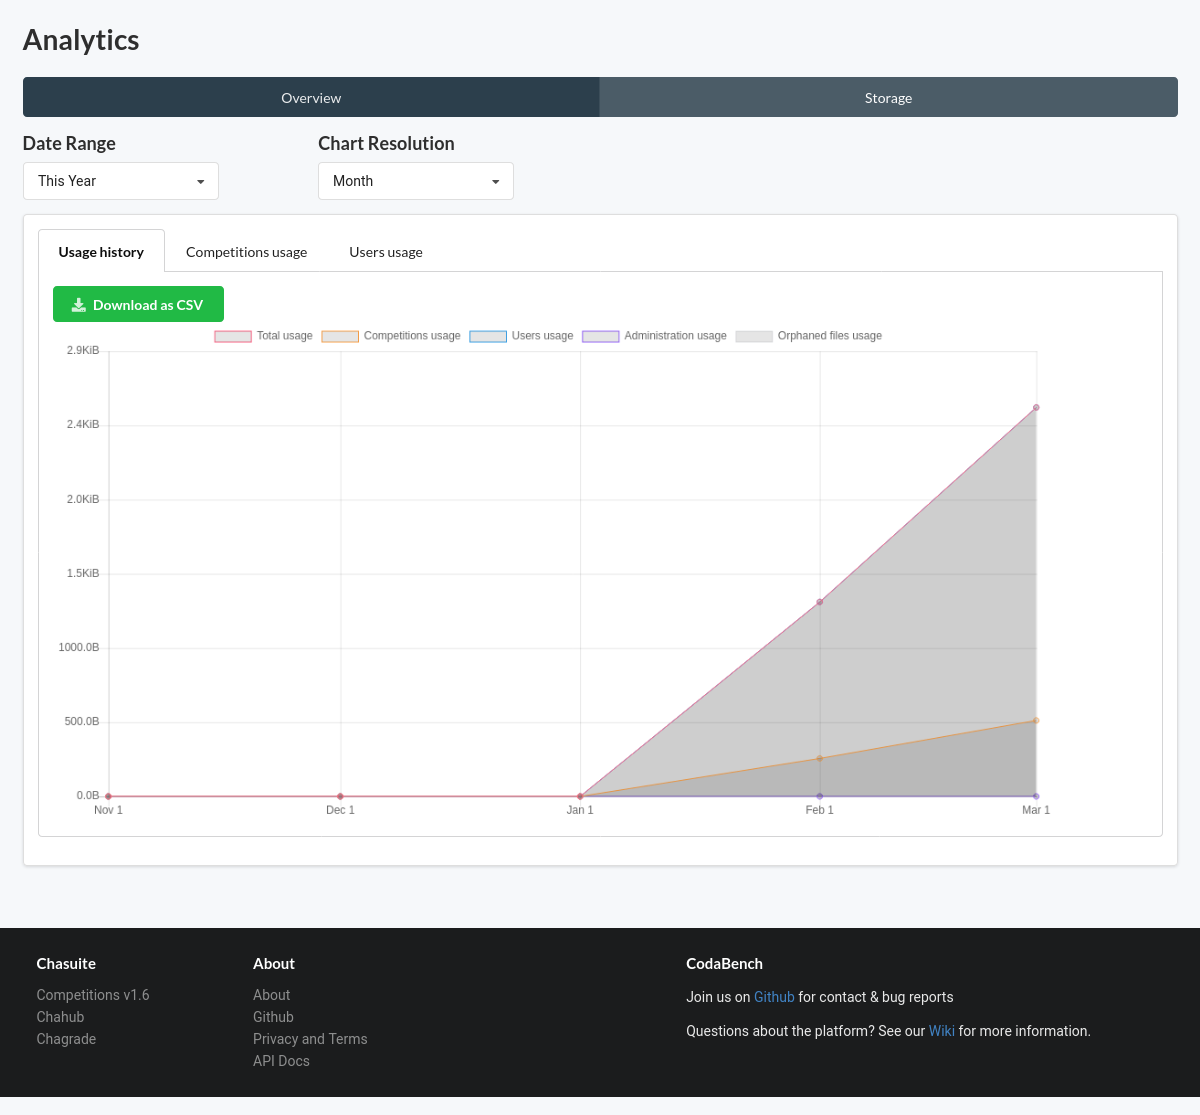 Analytics
Overview Storage
Date Range Chart Resolution
This Year Month
Usage history Competitions usage Users usage
Download as CSV
Total usage Competitions usage Users usage Administration usage Orphaned files usage
2.9KiB
2.4KiB
2.0KiB
1.5KiB
1000.0B
500.0B
0.0B
Nov 1 Dec 1 Jan 1 Feb 1 Mar 1
Chasuite
Competitions v1.6
Chahub
Chagrade
About
About
Github
Privacy and Terms
API Docs
CodaBench
Join us on Github for contact & bug reports
Questions about the platform? See our Wiki for more information.